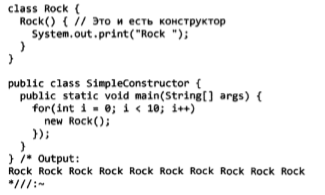 class Rock {
Rock() { // Это и есть конструктор
System.out.print("Rock ");
}
}
public class SimpleConstructor {
public static void main(String[] args) {
for(int i = 0; i < 10; i++)
new Rock();
});
}
} /* Output:
Rock Rock Rock Rock Rock Rock Rock Rock Rock Rock
*///:~